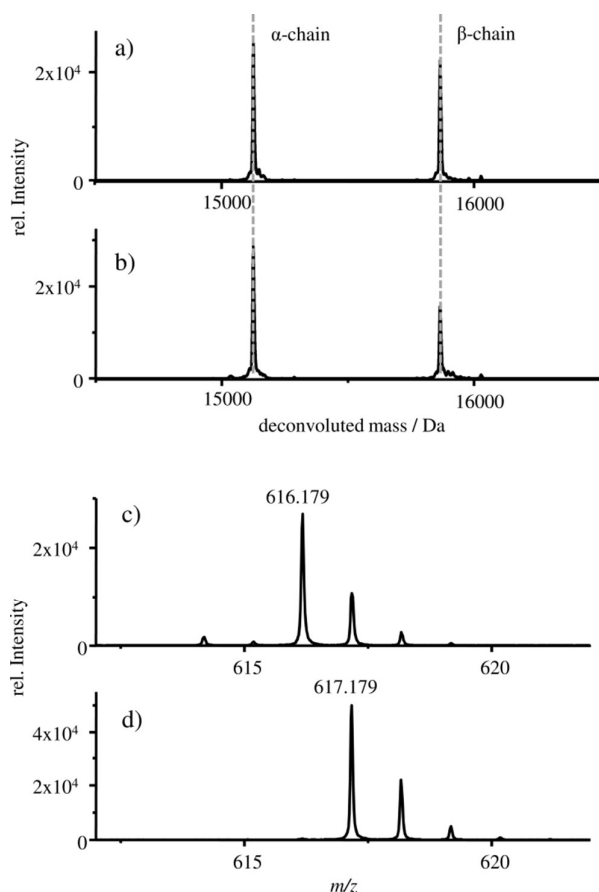 α-chain β-chain
a)
2x10⁴
0
15000 16000
b)
2x10⁴
0
15000 16000
rel. Intensity
deconvoluted mass / Da
616.179
c)
2x10⁴
0
615 620
617.179
d)
4x10⁴
2x10⁴
0
615 620
rel. Intensity
m/z